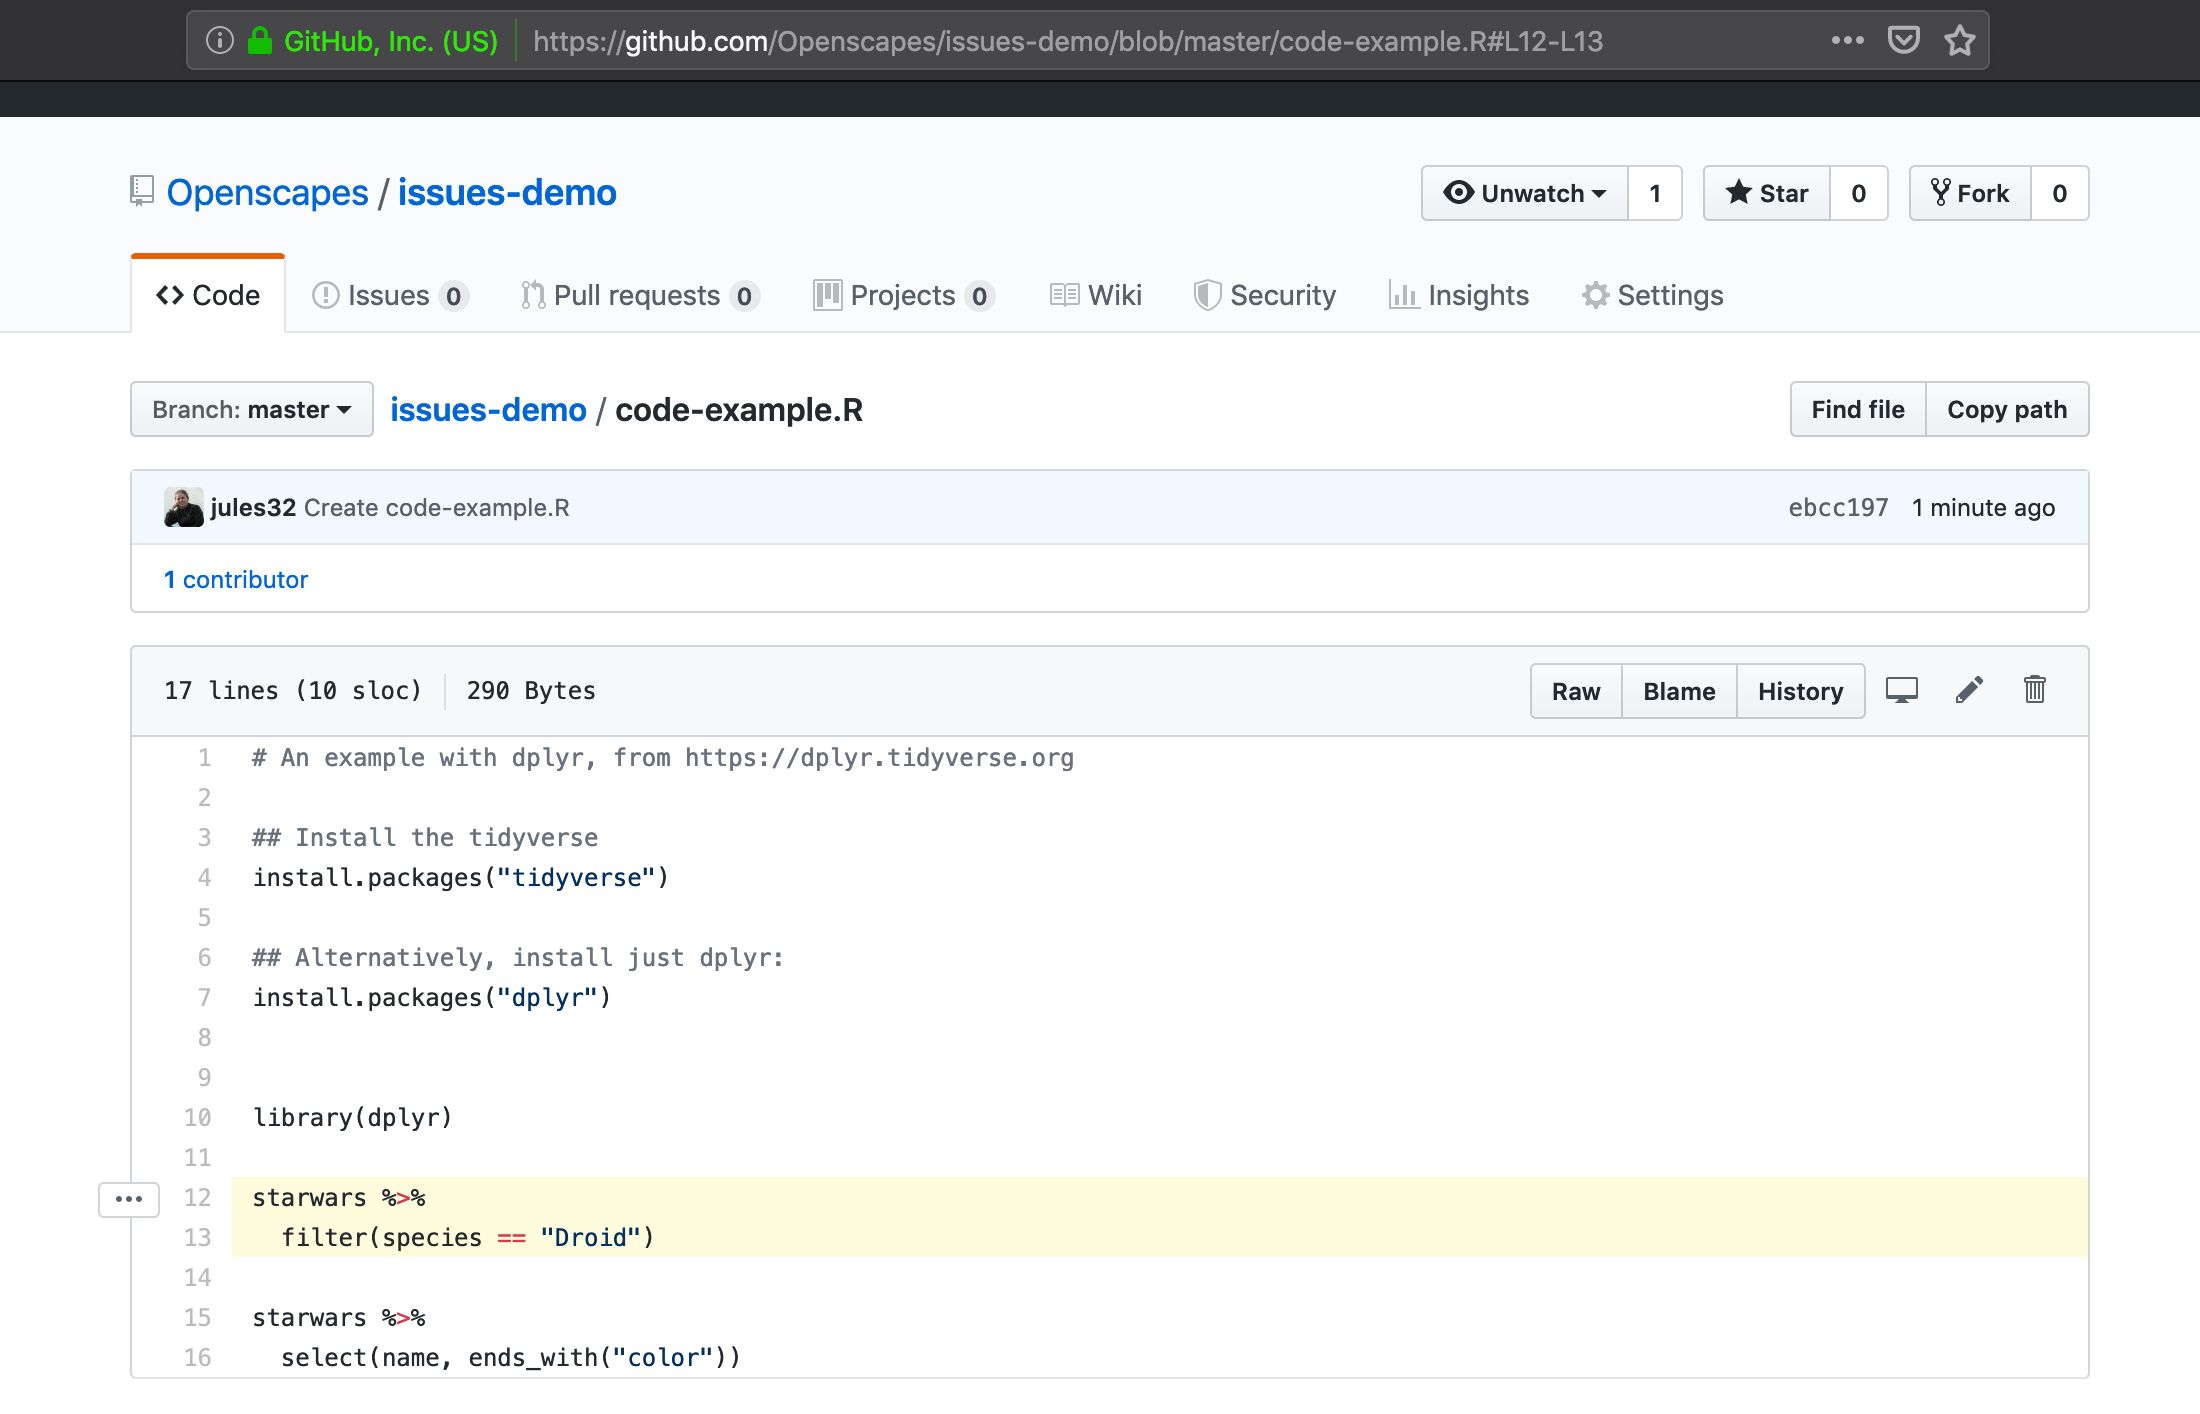 GitHub, Inc. (US) https://github.com/Openscapes/issues-demo/blob/master/code-example.R#L12-L13
Openscapes / issues-demo
Unwatch 1 Star 0 Fork 0
Code Issues 0 Pull requests 0 Projects 0 Wiki Security Insights Settings
Branch: master issues-demo / code-example.R Find file Copy path
jules32 Create code-example.R ebcc197 1 minute ago
1 contributor
17 lines (10 sloc) 290 Bytes Raw Blame History
1 # An example with dplyr, from https://dplyr.tidyverse.org
2
3 ## Install the tidyverse
4 install.packages("tidyverse")
5
6 ## Alternatively, install just dplyr:
7 install.packages("dplyr")
8
9
10 library(dplyr)
11
12 starwars %>%
13 filter(species == "Droid")
14
15 starwars %>%
16 select(name, ends_with("color"))